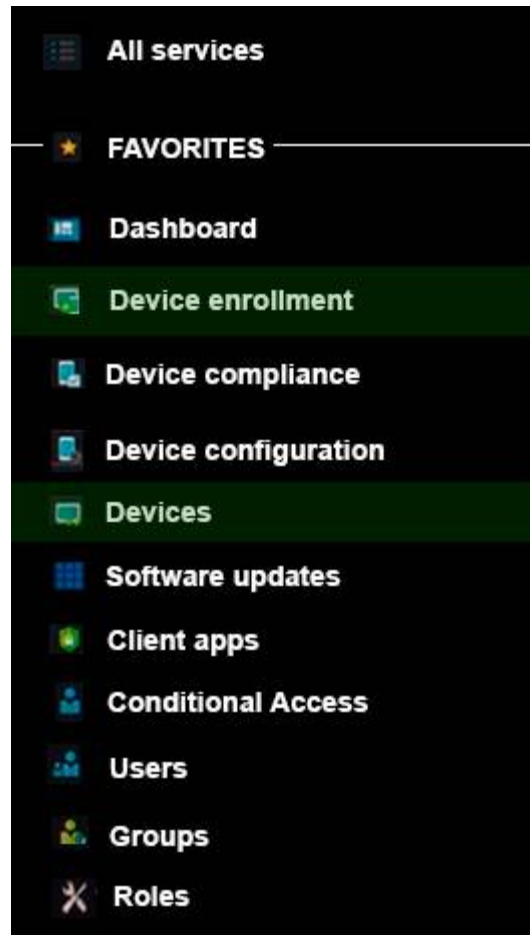 All services
FAVORITES
Dashboard
Device enrollment
Device compliance
Device configuration
Devices
Software updates
Client apps
Conditional Access
Users
Groups
Roles